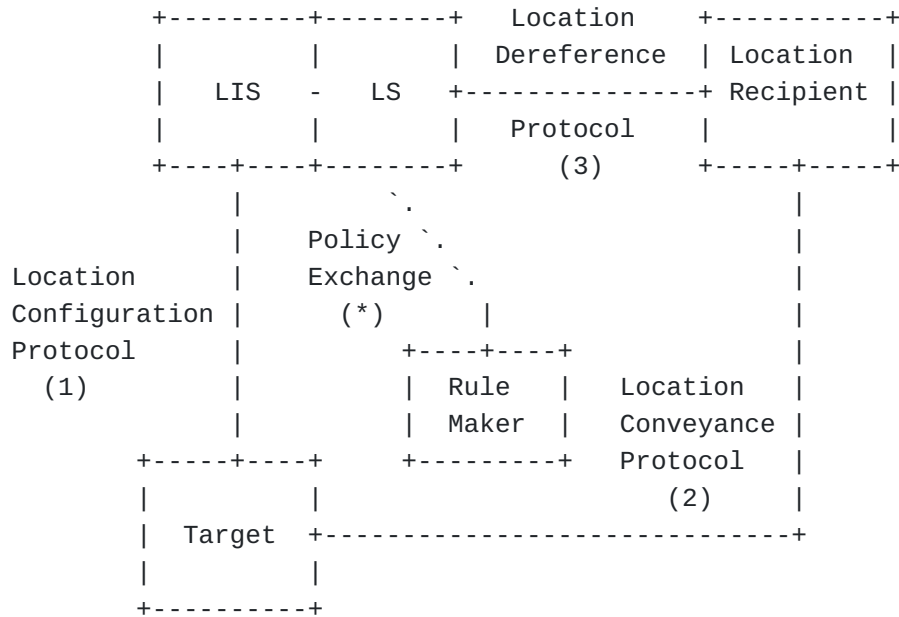 Location
Dereference
Location
LIS - LS
Recipient
Protocol
(3)
Policy
Location
Exchange
Configuration
(*)
Protocol
(1)
Rule
Location
Maker
Conveyance
Protocol
(2)
Target